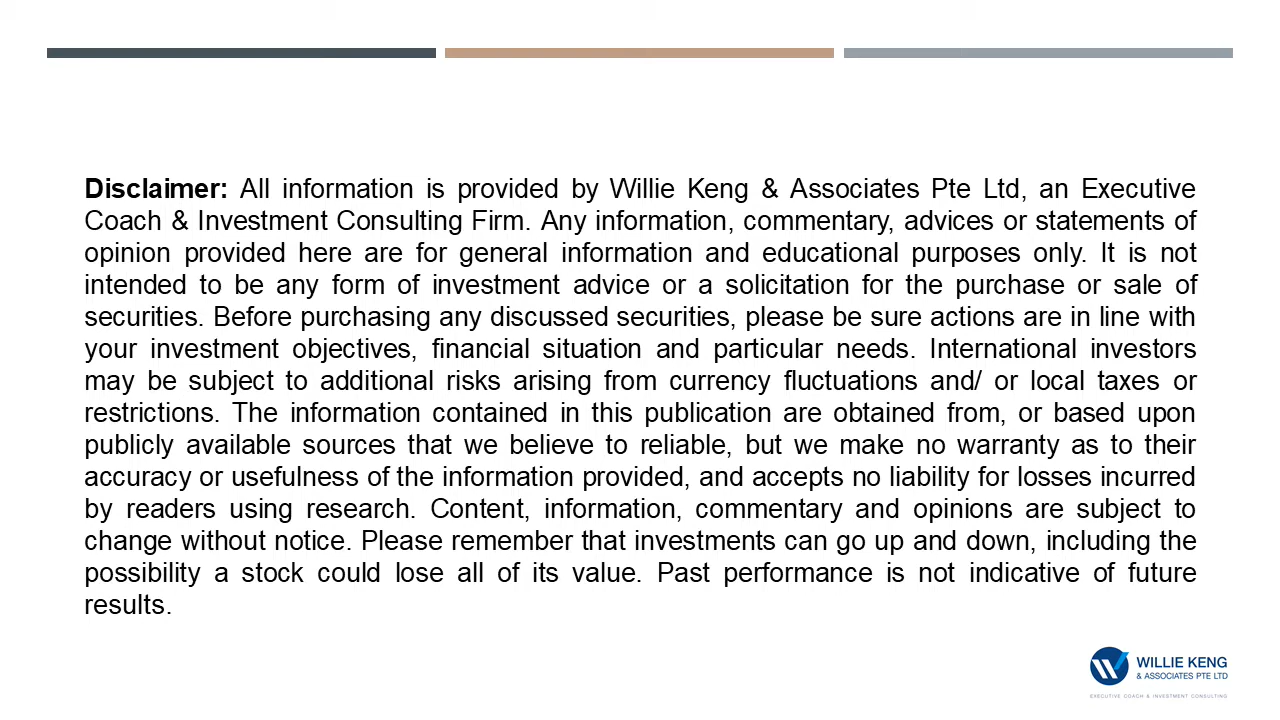 Disclaimer: All information is provided by Willie Keng & Associates Pte Ltd, an Executive
Coach & Investment Consulting Firm. Any information, commentary, advices or statements of
opinion provided here are for general information and educational purposes only. It is not
intended to be any form of investment advice or a solicitation for the purchase or sale of
securities. Before purchasing any discussed securities, please be sure actions are in line with
your investment objectives, financial situation and particular needs. International investors
may be subject to additional risks arising from currency fluctuations and/ or local taxes or
restrictions. The information contained in this publication are obtained from, or based upon
publicly available sources that we believe to reliable, but we make no warranty as to their
accuracy or usefulness of the information provided, and accepts no liability for losses incurred
by readers using research. Content, information, commentary and opinions are subject to
change without notice. Please remember that investments can go up and down, including the
possibility a stock could lose all of its value. Past performance is not indicative of future
results.
WILLIE KENG
& ASSOCIATES PTE LTD
EXECUTIVE COACH & INVESTMENT CONSULTING